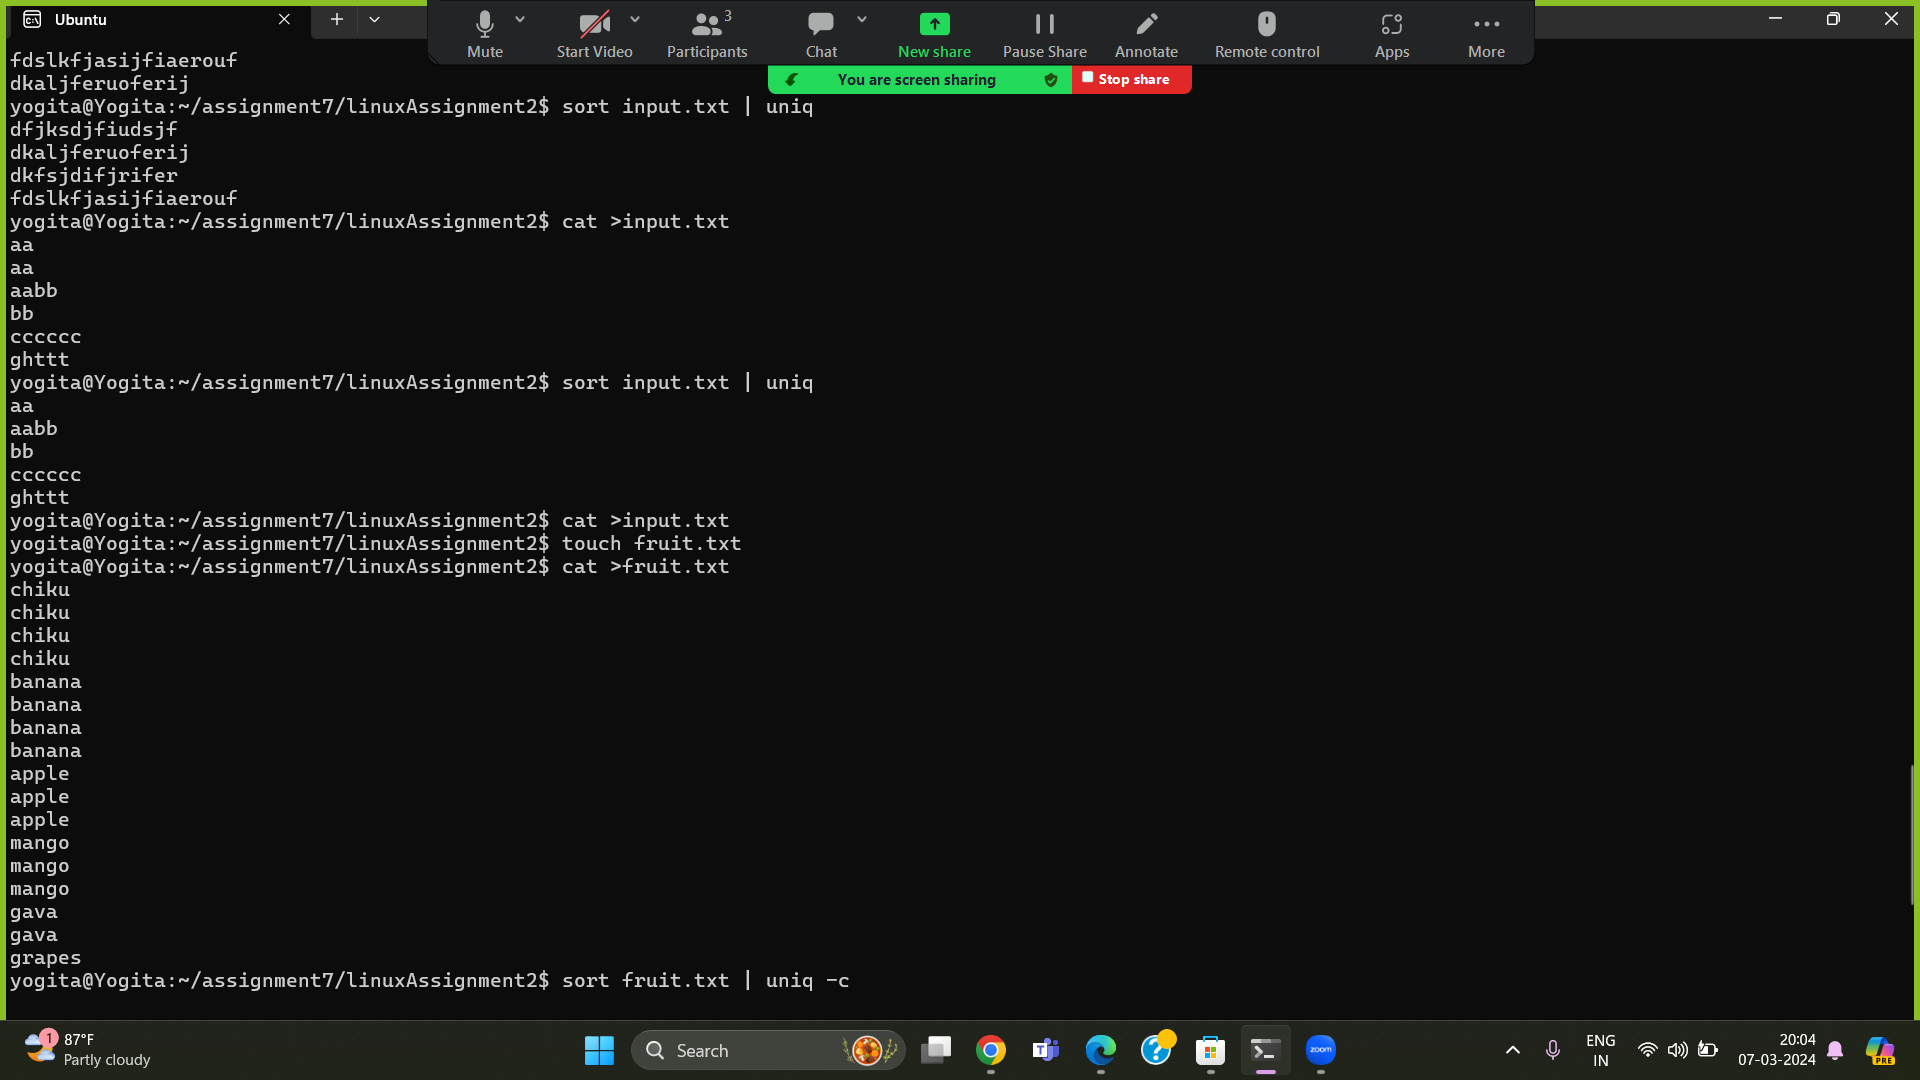 Ubuntu
Mute
Start Video
3
Participants
Chat
New share
Pause Share
Annotate
Remote control
Apps
More
You are screen sharing
Stop share
fdslkfjasijfiaerouf
dkaljferuoferij
yogita@Yogita:~/assignment7/linuxAssignment2$ sort input.txt | uniq
dfjksdjfiudsjf
dkaljferuoferij
dkfsjdifjrifer
fdslkfjasijfiaerouf
yogita@Yogita:~/assignment7/linuxAssignment2$ cat >input.txt
aa
aa
aabb
bb
cccccc
ghttt
yogita@Yogita:~/assignment7/linuxAssignment2$ sort input.txt | uniq
aa
aabb
bb
cccccc
ghttt
yogita@Yogita:~/assignment7/linuxAssignment2$ cat >input.txt
yogita@Yogita:~/assignment7/linuxAssignment2$ touch fruit.txt
yogita@Yogita:~/assignment7/linuxAssignment2$ cat >fruit.txt
chiku
chiku
chiku
chiku
banana
banana
banana
banana
apple
apple
apple
mango
mango
mango
gava
gava
grapes
yogita@Yogita:~/assignment7/linuxAssignment2$ sort fruit.txt | uniq -c
1
87°F
Partly cloudy
Search
zoom
ENG
IN
20:04
07-03-2024
PRE